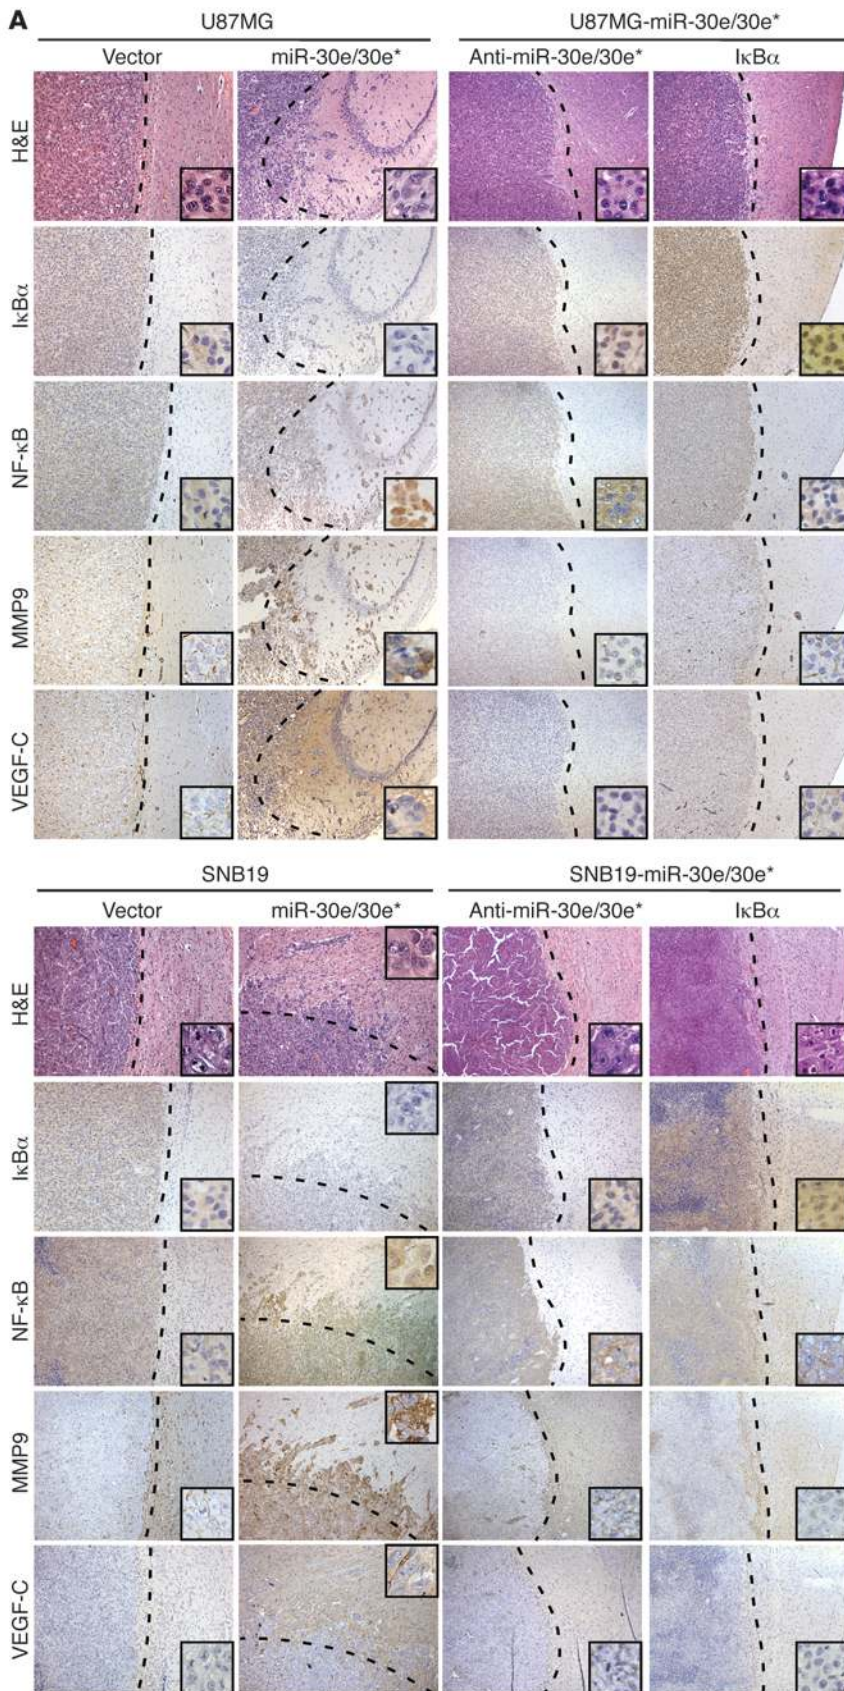 A
U87MG
U87MG-miR-30e/30e*
Vector
miR-30e/30e*
Anti-miR-30e/30e*
IκBα
H&E
IκBα
NF-κB
MMP9
VEGF-C
SNB19
SNB19-miR-30e/30e*
Vector
miR-30e/30e*
Anti-miR-30e/30e*
IκBα
H&E
IκBα
NF-κB
MMP9
VEGF-C